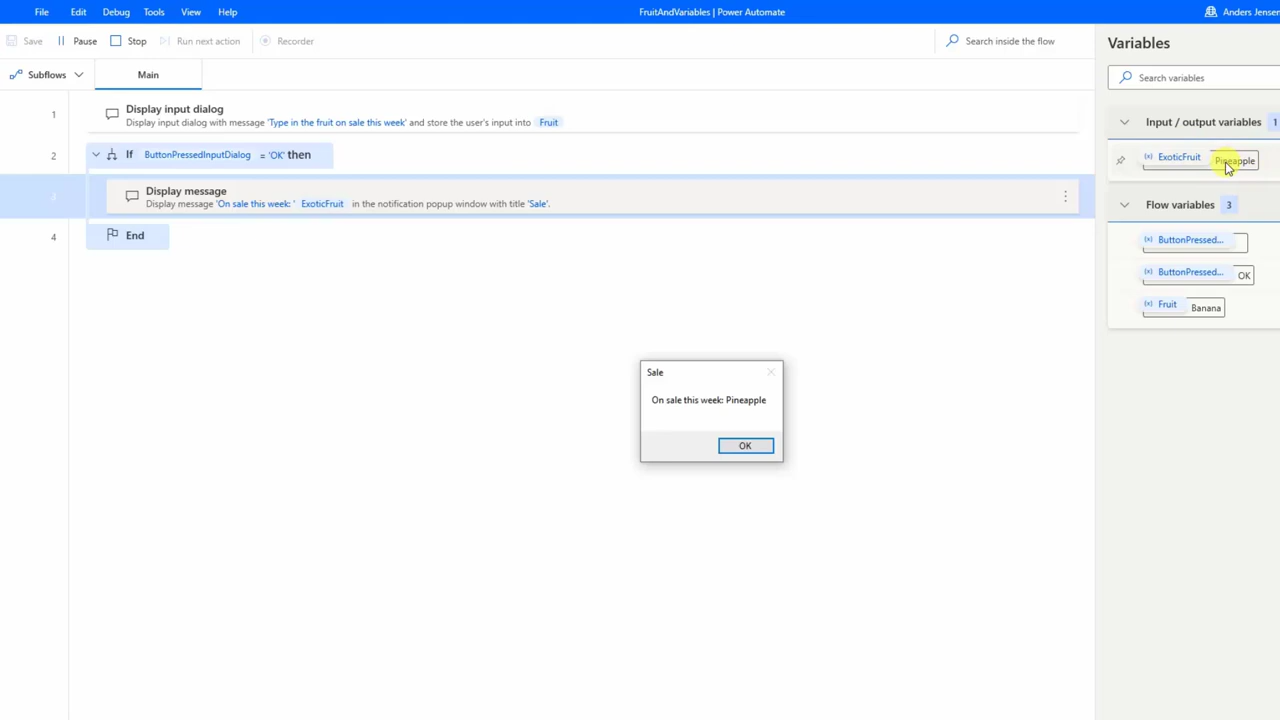 File Edit Debug Tools View Help FruitAndVariables | Power Automate Anders Jensen
Save Pause Stop Run next action Recorder Search inside the flow
Subflows Main
1 Display input dialog
Display input dialog with message 'Type in the fruit on sale this week' and store the user's input into Fruit
2 If ButtonPressedInputDialog = 'OK' then
3 Display message
Display message 'On sale this week: ' ExoticFruit in the notification popup window with title 'Sale'.
4 End
Sale
On sale this week: Pineapple
OK
Variables
Search variables
Input / output variables 1
ExoticFruit Pineapple
Flow variables 3
ButtonPressed...
ButtonPressed... OK
Fruit Banana